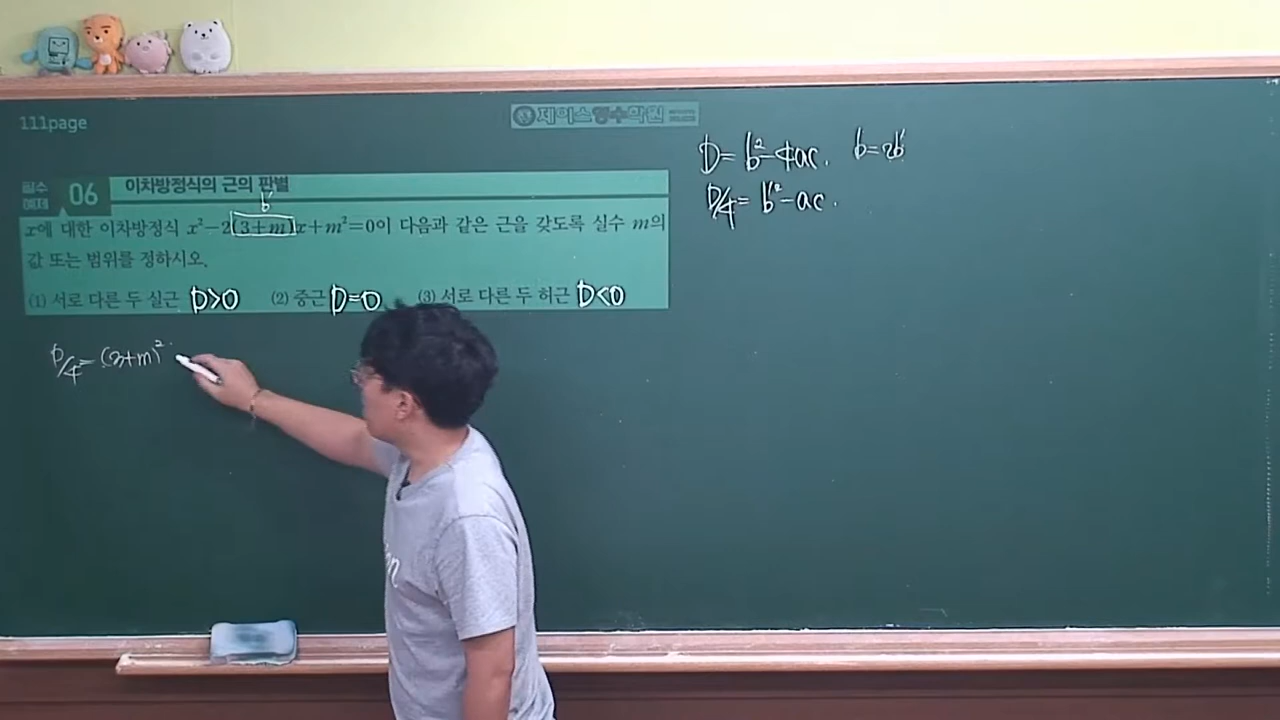 111page
제이스영수학원
필수 예제 06 이차방정식의 근의 판별
b'
x에 대한 이차방정식 x²-2(3+m)x+m²=0이 다음과 같은 근을 갖도록 실수 m의
값 또는 범위를 정하시오.
(1) 서로 다른 두 실근 D>0 (2) 중근 D=0 (3) 서로 다른 두 허근 D<0
D/4=(3+m)²
D=b²-4ac. b=2b'
D/4=b'²-ac.